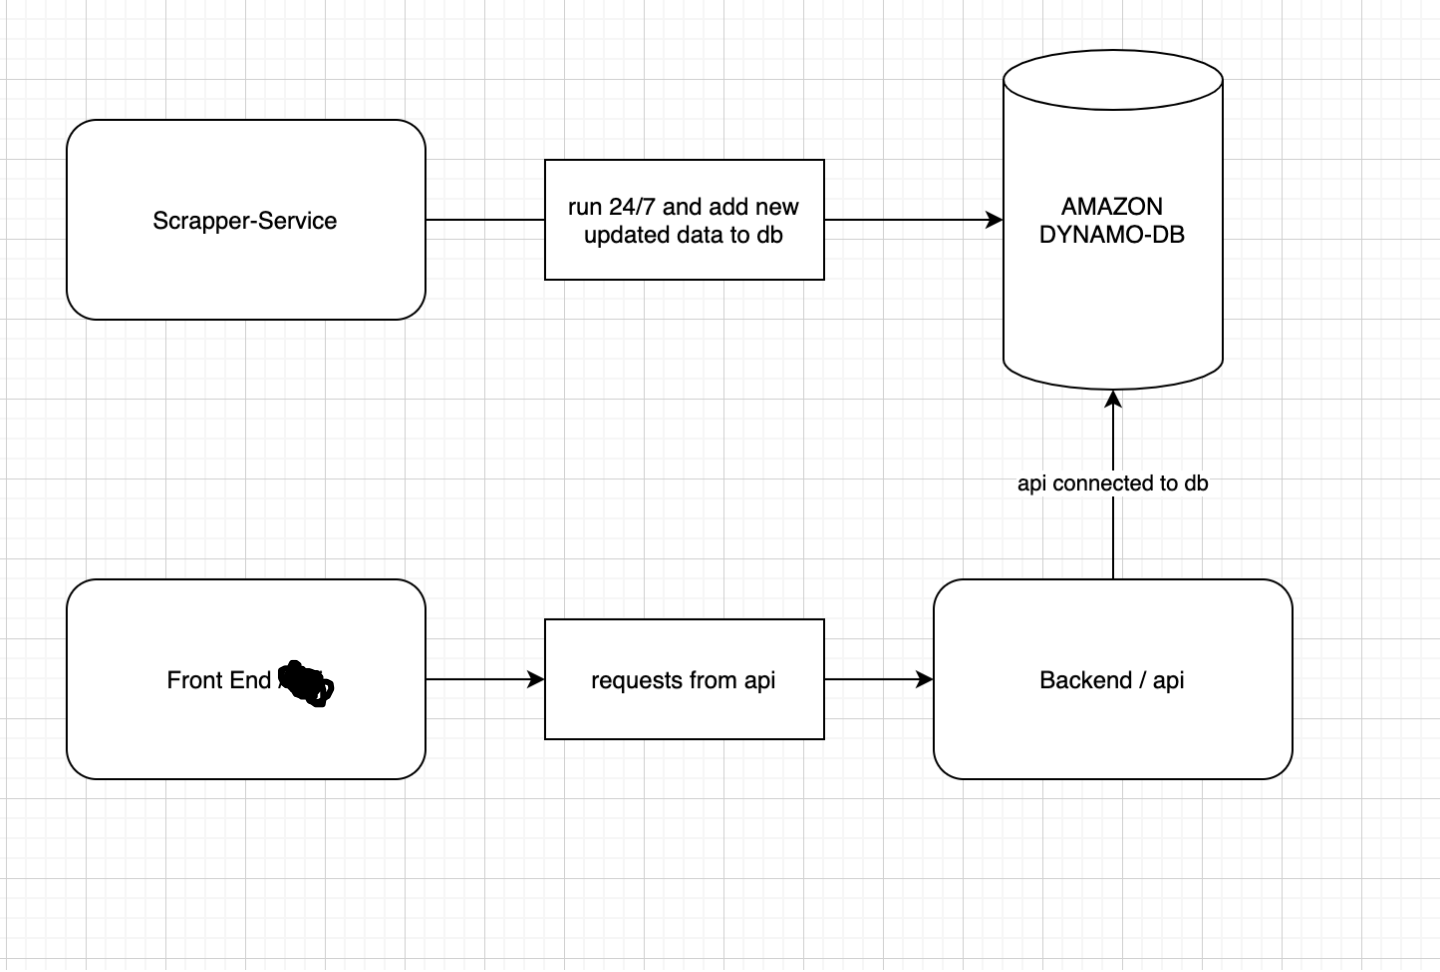 Scrapper-Service
run 24/7 and add new
updated data to db
AMAZON
DYNAMO-DB
api connected to db
Front End
requests from api
Backend / api